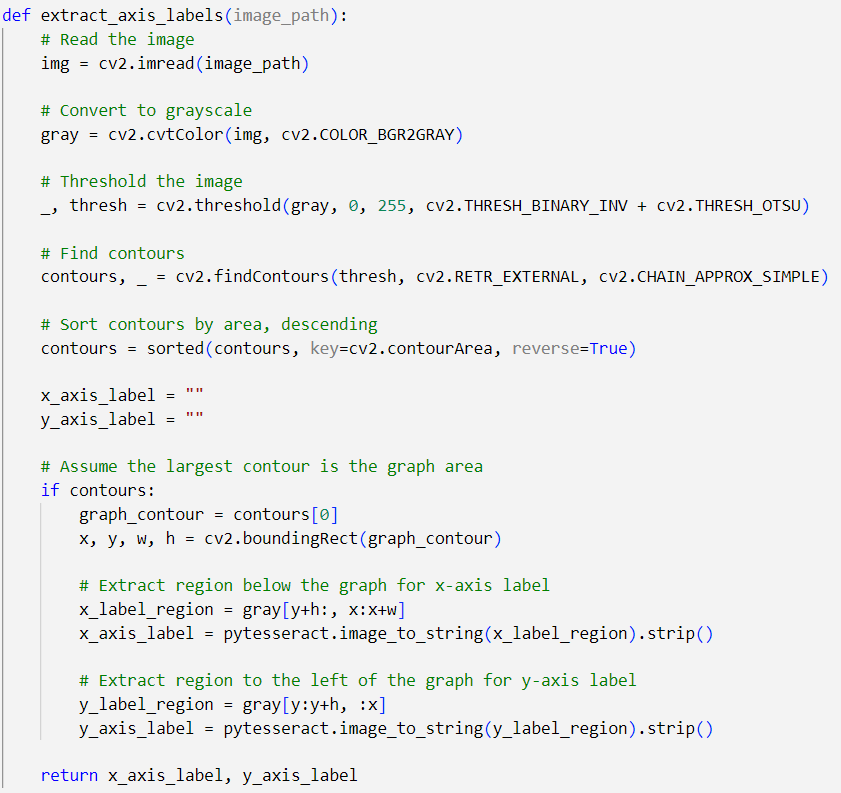 def extract_axis_labels(image_path):
# Read the image
img = cv2.imread(image_path)
# Convert to grayscale
gray = cv2.cvtColor(img, cv2.COLOR_BGR2GRAY)
# Threshold the image
_, thresh = cv2.threshold(gray, 0, 255, cv2.THRESH_BINARY_INV + cv2.THRESH_OTSU)
# Find contours
contours, _ = cv2.findContours(thresh, cv2.RETR_EXTERNAL, cv2.CHAIN_APPROX_SIMPLE)
# Sort contours by area, descending
contours = sorted(contours, key=cv2.contourArea, reverse=True)
x_axis_label = ""
y_axis_label = ""
# Assume the largest contour is the graph area
if contours:
graph_contour = contours[0]
x, y, w, h = cv2.boundingRect(graph_contour)
# Extract region below the graph for x-axis label
x_label_region = gray[y+h:, x:x+w]
x_axis_label = pytesseract.image_to_string(x_label_region).strip()
# Extract region to the left of the graph for y-axis label
y_label_region = gray[y:y+h, :x]
y_axis_label = pytesseract.image_to_string(y_label_region).strip()
return x_axis_label, y_axis_label